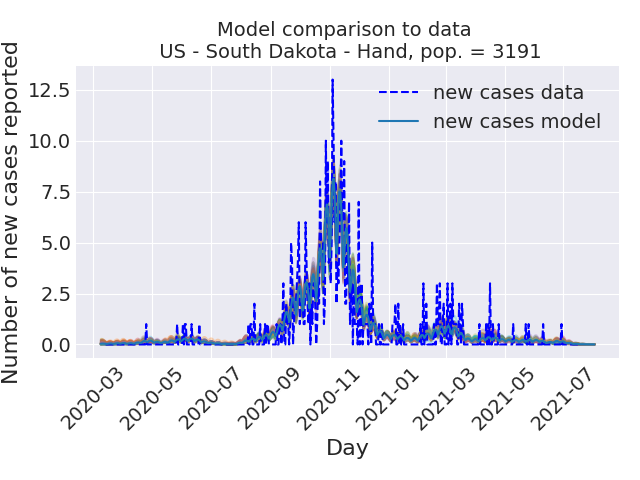 Model comparison to data
US - South Dakota - Hand, pop. = 3191
Number of new cases reported
12.5
10.0
7.5
5.0
2.5
0.0
new cases data
new cases model
2020-03
2020-05
2020-07
2020-09
2020-11
2021-01
2021-03
2021-05
2021-07
Day